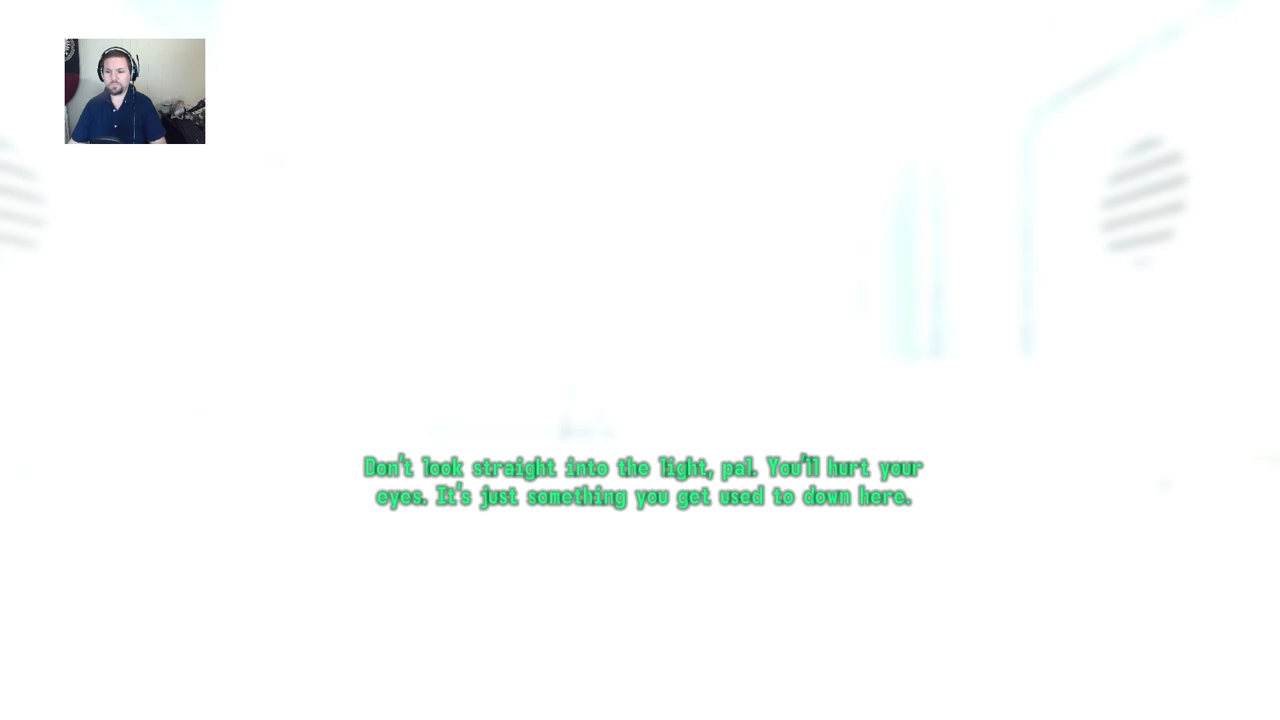 Don't look straight into the light, pal. You'll hurt your
eyes. It's just something you get used to down here.